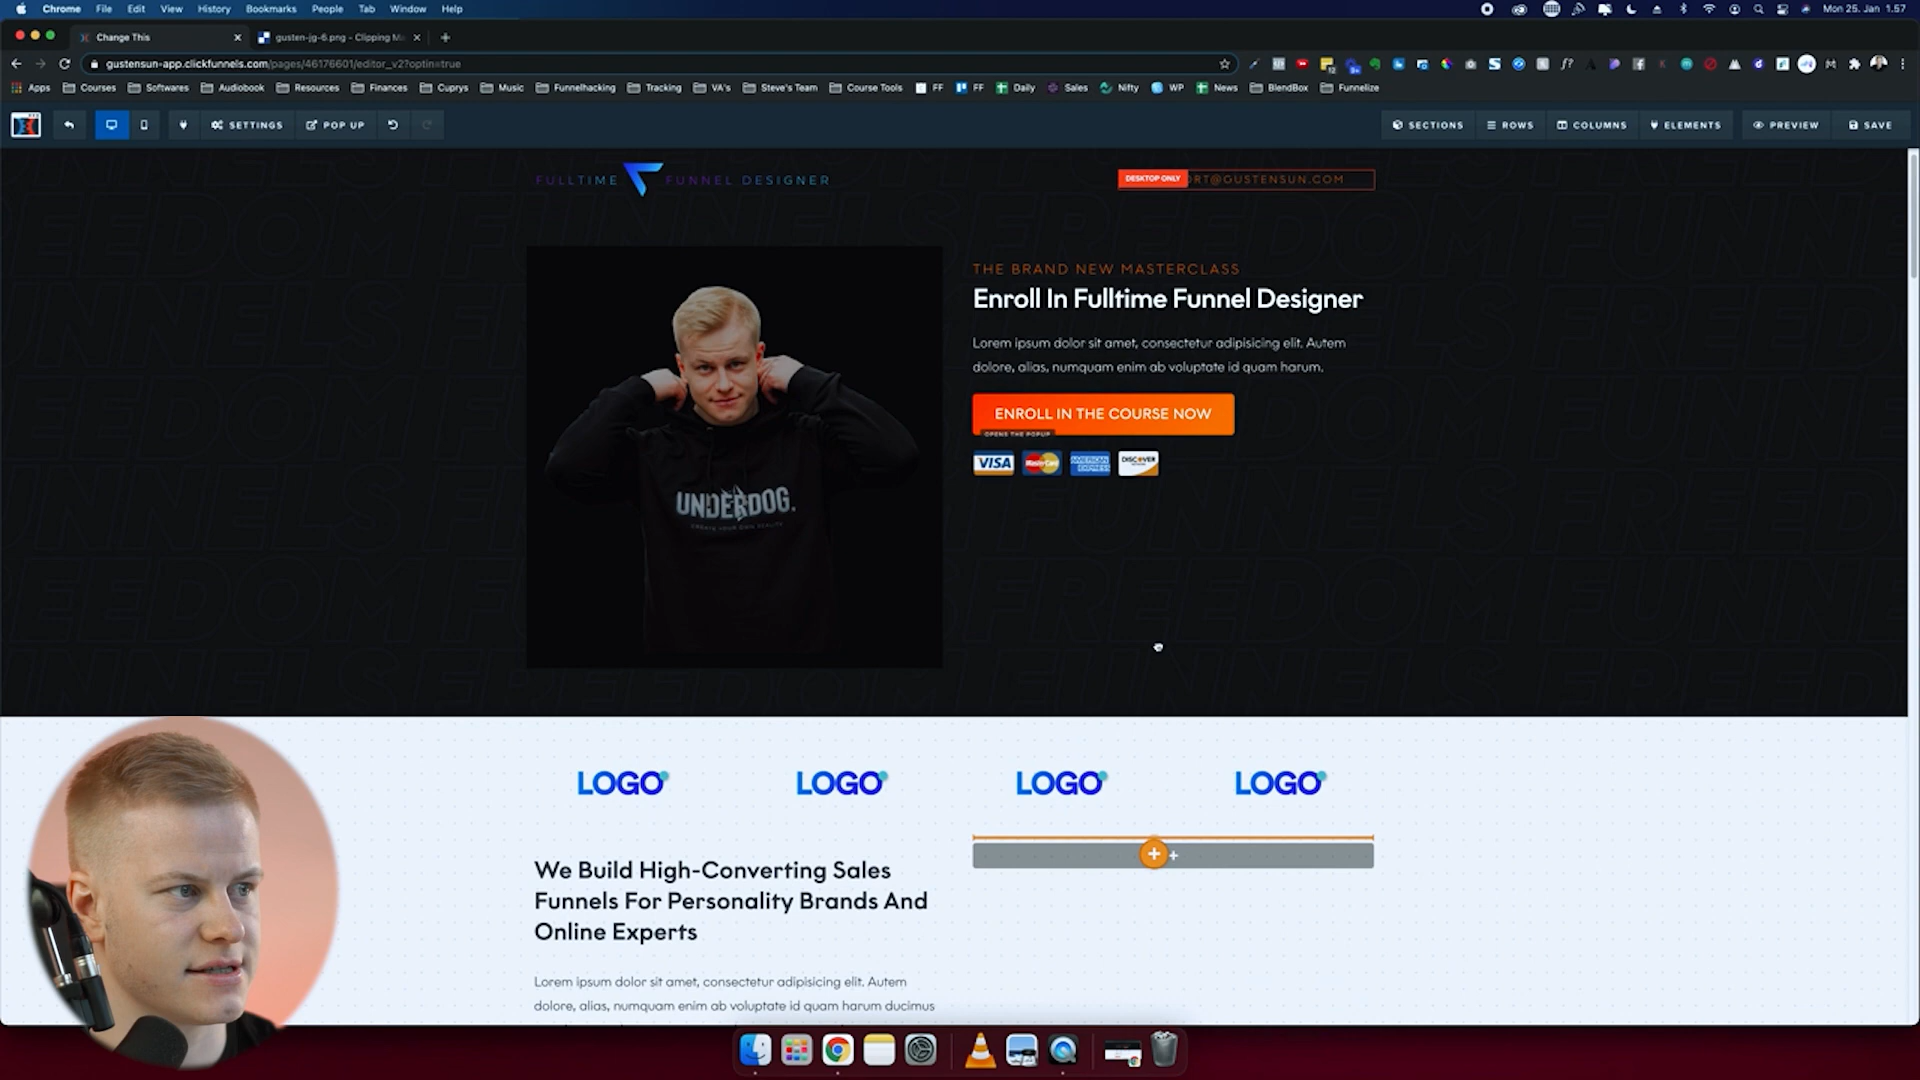 Chrome File Edit View History Bookmarks People Tab Window Help
Mon 25. Jan 1.57
Change This
gusten-jg-6.png - Clipping M
gustensun-app.clickfunnels.com/pages/46176601/editor_v2?optin=true
Apps Courses Softwares Audiobook Resources Finances Cuprys Music Funnelhacking Tracking VA's Steve's Team Course Tools FF FF Daily Sales Nifty WP News BlendBox Funnelize
SETTINGS POP UP SECTIONS ROWS COLUMNS ELEMENTS PREVIEW SAVE
FULLTIME FUNNEL DESIGNER
DESKTOP ONLY RT@GUSTENSUN.COM
THE BRAND NEW MASTERCLASS
Enroll In Fulltime Funnel Designer
Lorem ipsum dolor sit amet, consectetur adipisicing elit. Autem
dolore, alias, numquam enim ab voluptate id quam harum.
ENROLL IN THE COURSE NOW
OPENS THE POPUP
VISA MasterCard AMERICAN EXPRESS DISCOVER
UNDERDOG.
CREATE YOUR OWN REALITY
LOGO LOGO LOGO LOGO
We Build High-Converting Sales
Funnels For Personality Brands And
Online Experts
Lorem ipsum dolor sit amet, consectetur adipisicing elit. Autem
dolore, alias, numquam enim ab voluptate id quam harum ducimus